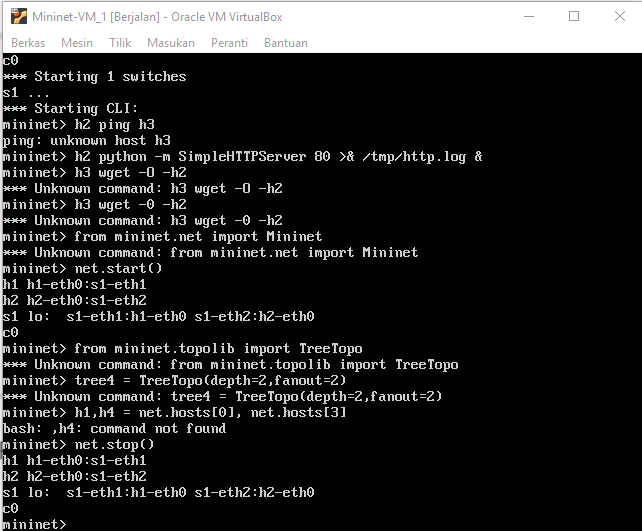 Mininet-VM_1 [Berjalan] - Oracle VM VirtualBox
Berkas Mesin Tilik Masukan Peranti Bantuan
c0
*** Starting 1 switches
s1 ...
*** Starting CLI:
mininet> h2 ping h3
ping: unknown host h3
mininet> h2 python -m SimpleHTTPServer 80 >& /tmp/http.log &
mininet> h3 wget -O -h2
*** Unknown command: h3 wget -O -h2
mininet> h3 wget -0 -h2
*** Unknown command: h3 wget -0 -h2
mininet> from mininet.net import Mininet
*** Unknown command: from mininet.net import Mininet
mininet> net.start()
h1 h1-eth0:s1-eth1
h2 h2-eth0:s1-eth2
s1 lo:  s1-eth1:h1-eth0 s1-eth2:h2-eth0
c0
mininet> from mininet.topolib import TreeTopo
*** Unknown command: from mininet.topolib import TreeTopo
mininet> tree4 = TreeTopo(depth=2,fanout=2)
*** Unknown command: tree4 = TreeTopo(depth=2,fanout=2)
mininet> h1,h4 = net.hosts[0], net.hosts[3]
bash: ,h4: command not found
mininet> net.stop()
h1 h1-eth0:s1-eth1
h2 h2-eth0:s1-eth2
s1 lo:  s1-eth1:h1-eth0 s1-eth2:h2-eth0
c0
mininet>